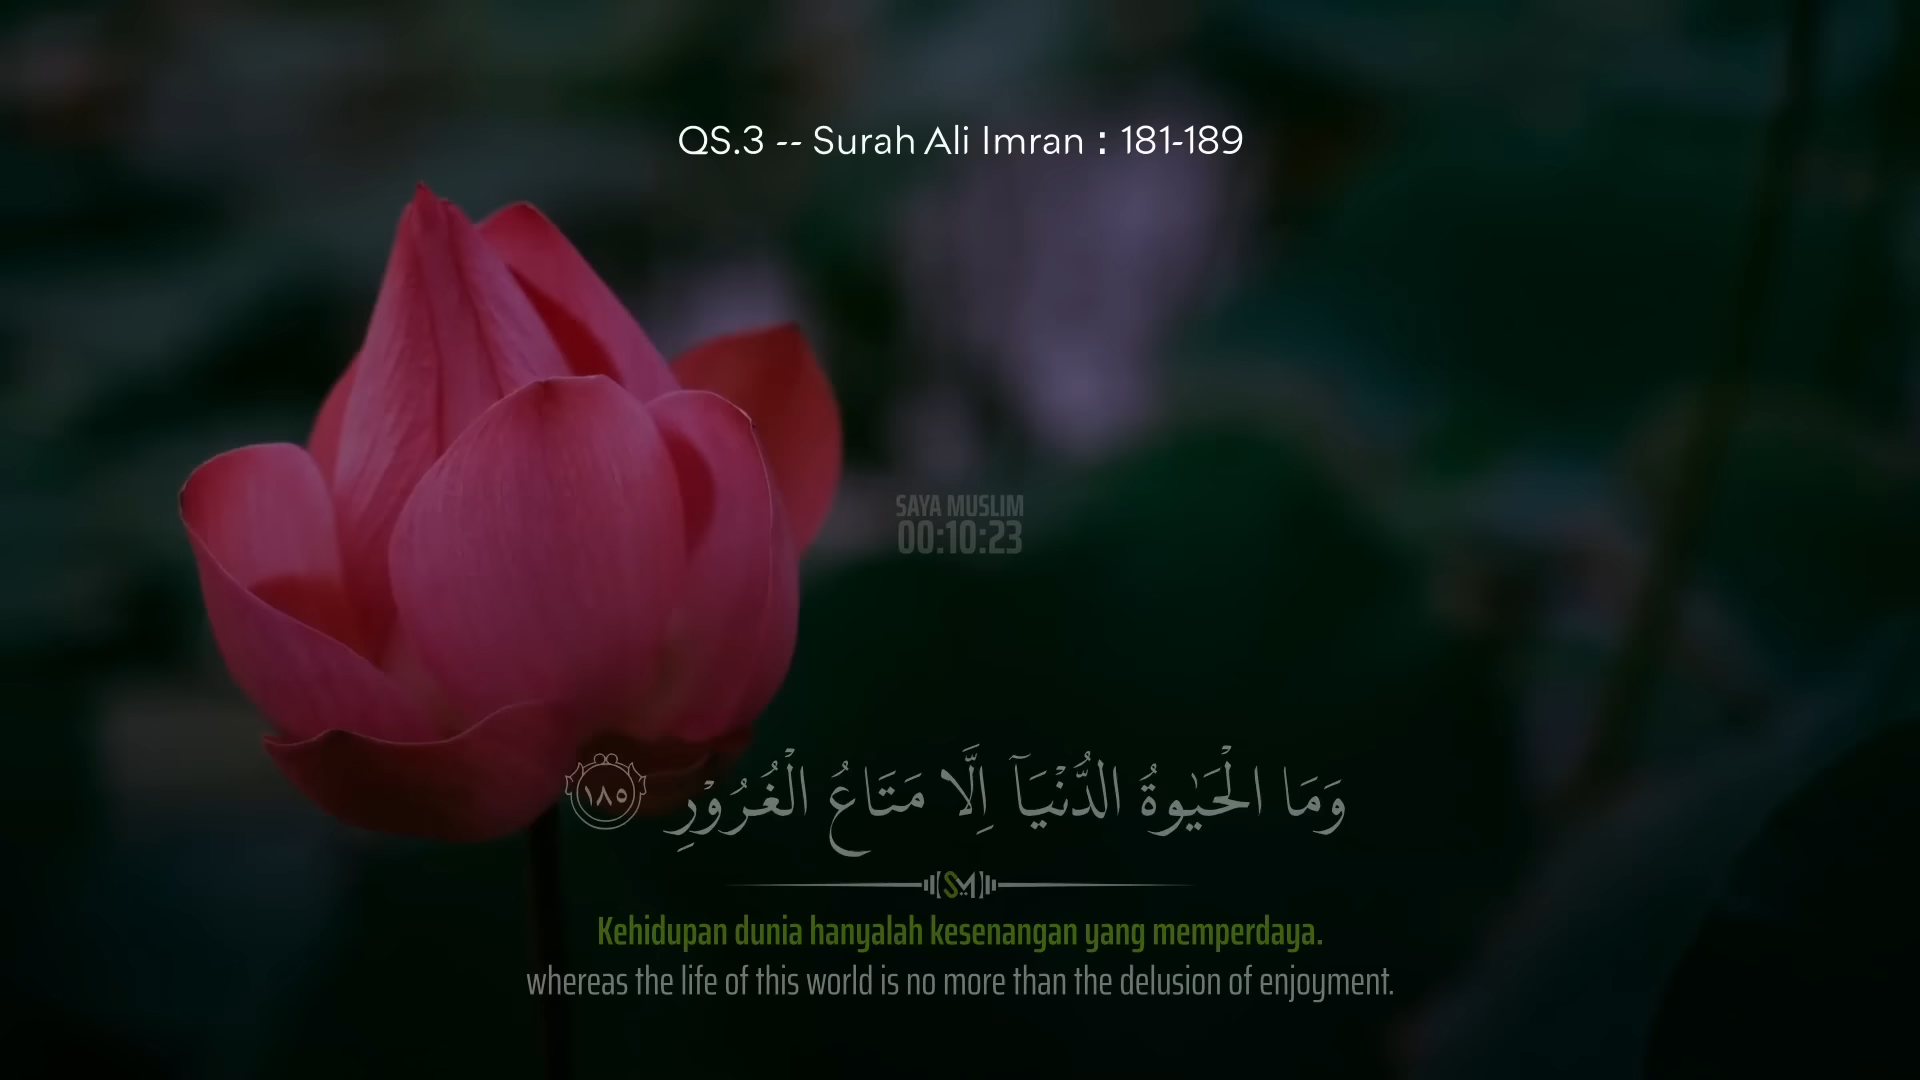 QS.3 -- Surah Ali Imran : 181-189
SAYA MUSLIM
00:10:23
وَمَا الْحَيٰوةُ الدُّنْيَآ اِلَّا مَتَاعُ الْغُرُوْرِ ١٨٥
SM
Kehidupan dunia hanyalah kesenangan yang memperdaya.
whereas the life of this world is no more than the delusion of enjoyment.